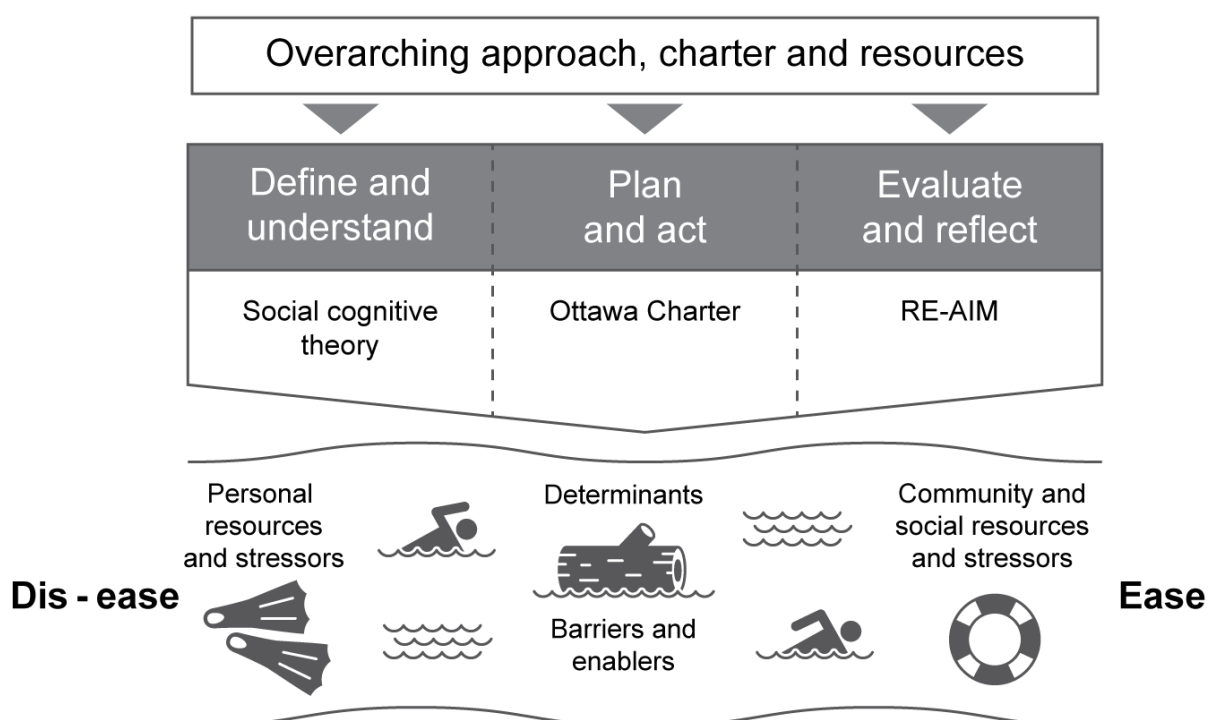 Overarching approach, charter and resources
Define and
understand
Plan
and act
Evaluate
and reflect
Social cognitive
theory
Ottawa Charter
RE-AIM
Personal
resources
and stressors
Determinants
Community and
social resources
and stressors
Dis - ease
Ease
Barriers and
enablers